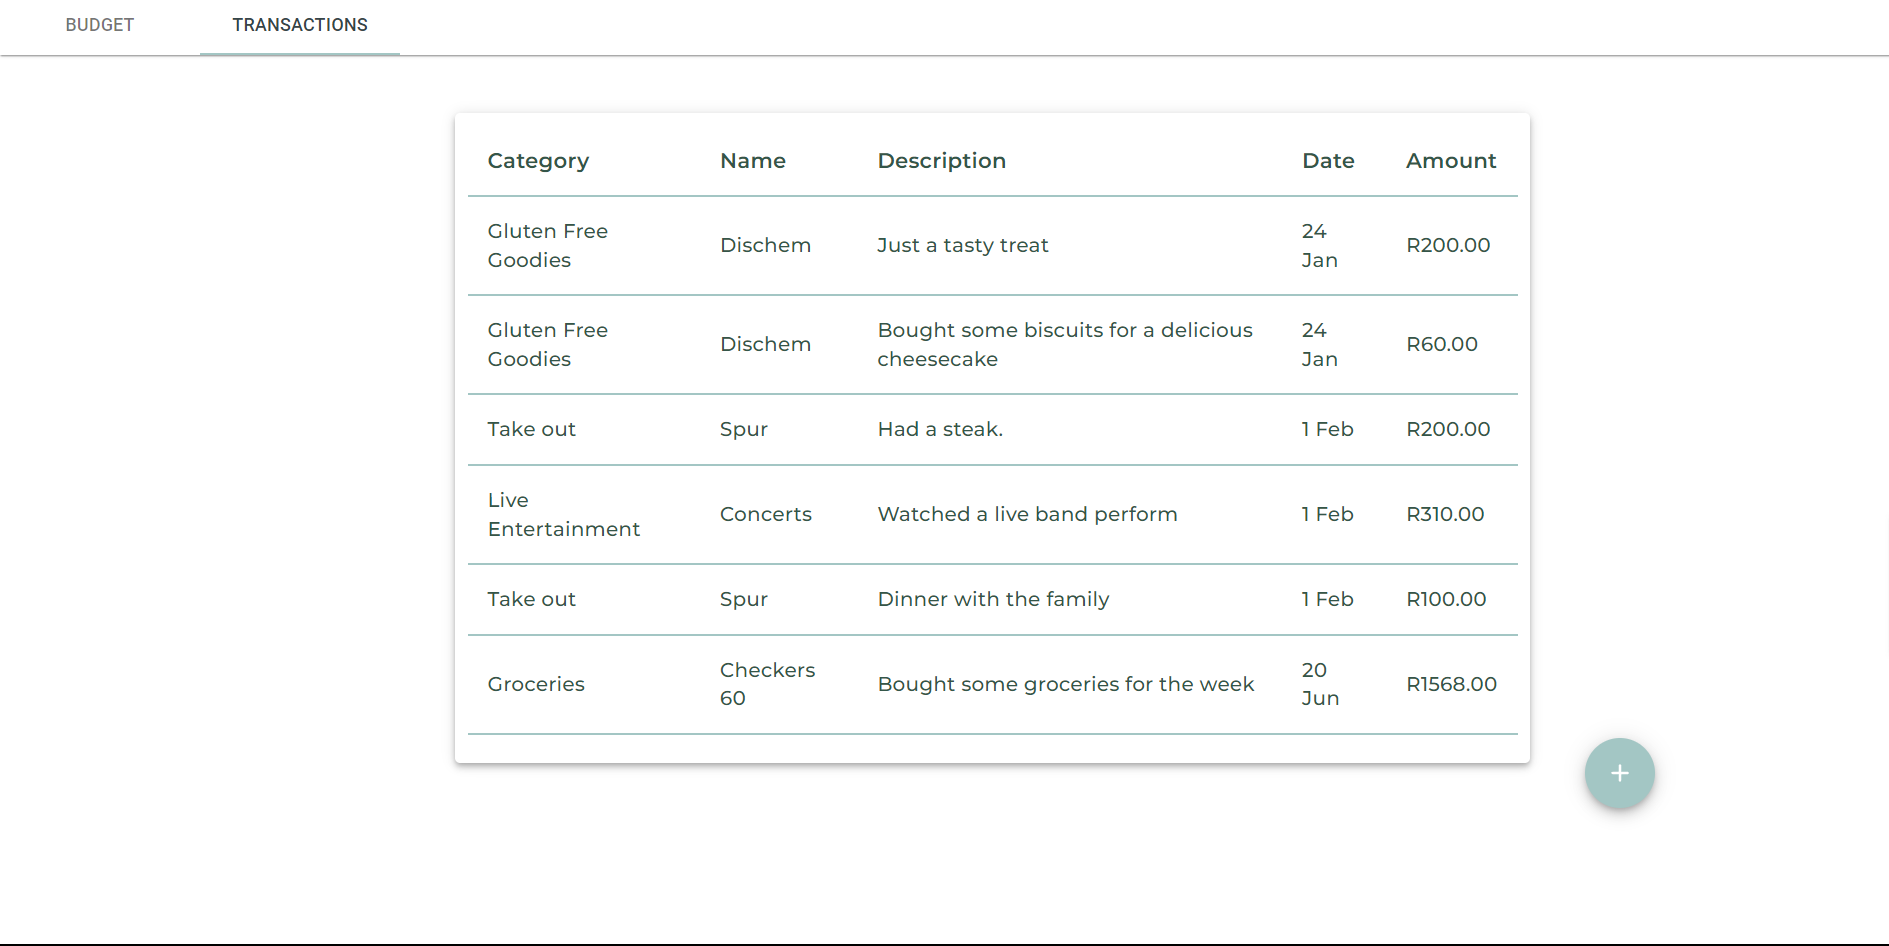 BUDGET TRANSACTIONS
Category Name Description Date Amount
Gluten Free
Goodies
Dischem
Just a tasty treat
24
Jan
R200.00
Gluten Free
Goodies
Dischem
Bought some biscuits for a delicious
cheesecake
24
Jan
R60.00
Take out Spur Had a steak. 1 Feb R200.00
Live
Entertainment
Concerts
Watched a live band perform
1 Feb
R310.00
Take out Spur Dinner with the family 1 Feb R100.00
Groceries
Checkers
60
Bought some groceries for the week
20
Jun
R1568.00
+